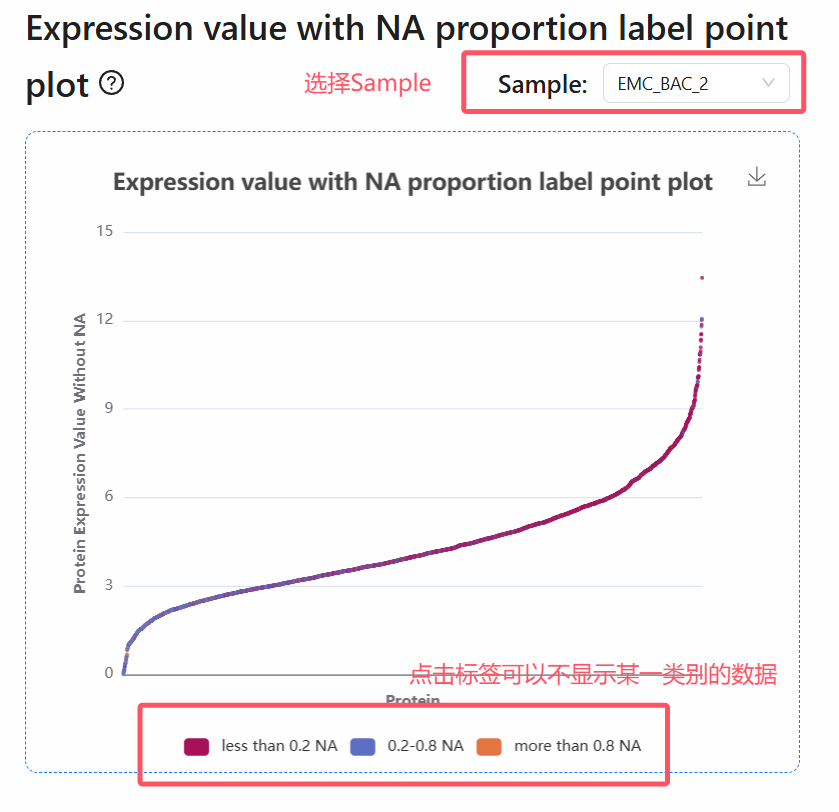 Expression value with NA proportion label point
plot ?
选择Sample
Sample:
EMC_BAC_2
Expression value with NA proportion label point plot
15
12
9
6
3
0
Protein Expression Value Without NA
点击标签可以不显示某一类别的数据
Protein
less than 0.2 NA
0.2-0.8 NA
more than 0.8 NA